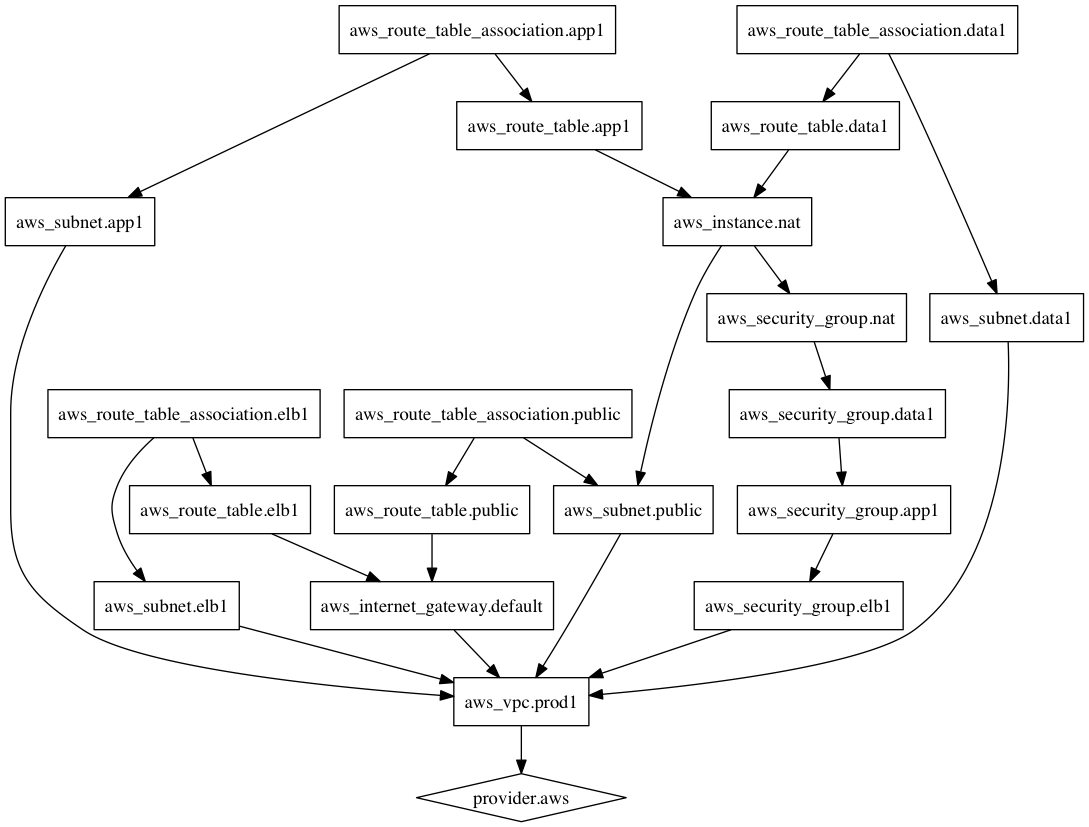 aws_route_table_association.app1
aws_route_table_association.data1
aws_route_table.app1
aws_route_table.data1
aws_subnet.app1
aws_instance.nat
aws_security_group.nat
aws_subnet.data1
aws_route_table_association.elb1
aws_route_table_association.public
aws_security_group.data1
aws_route_table.elb1
aws_route_table.public
aws_subnet.public
aws_security_group.app1
aws_subnet.elb1
aws_internet_gateway.default
aws_security_group.elb1
aws_vpc.prod1
provider.aws